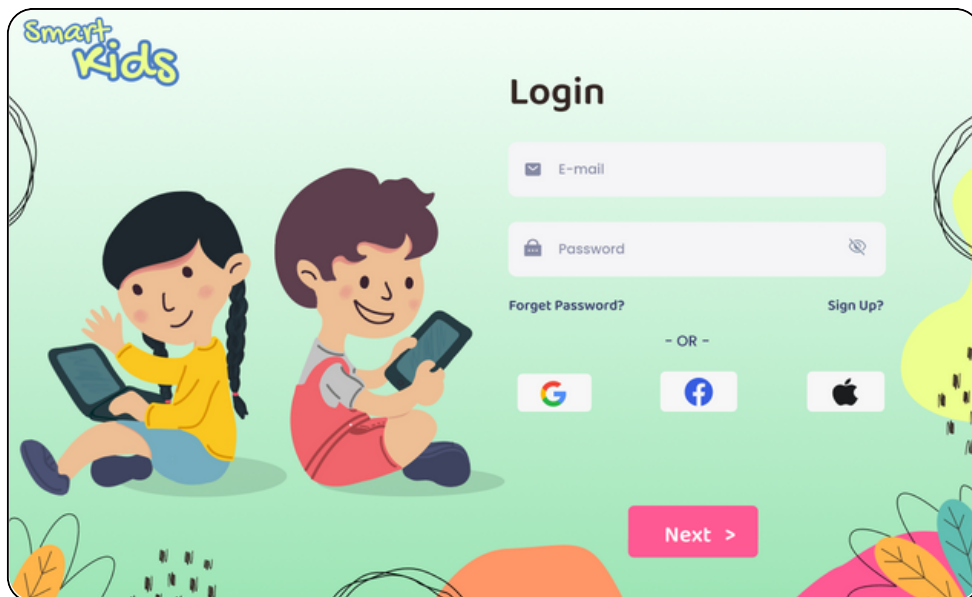 Smart
Kids
Login
E-mail
Password
Forget Password? Sign Up?
- OR -
Next >